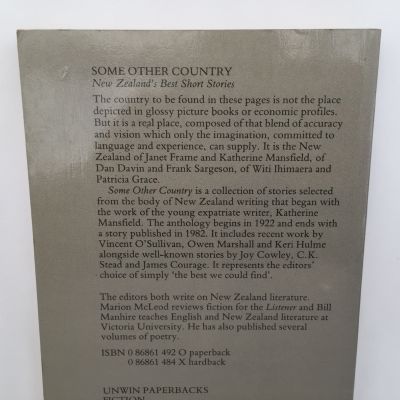 SOME OTHER COUNTRY
New Zealand's Best Short Stories
The country to be found in these pages is not the place
depicted in glossy picture books or economic profiles.
But it is a real place, composed of that blend of accuracy
and vision which only the imagination, committed to
language and experience, can supply. It is the New
Zealand of Janet Frame and Katherine Mansfield, of
Dan Davin and Frank Sargeson, of Witi Ihimaera and
Patricia Grace.
Some Other Country is a collection of stories selected
from the body of New Zealand writing that began with
the work of the young expatriate writer, Katherine
Mansfield. The anthology begins in 1922 and ends with
a story published in 1982. It includes recent work by
Vincent O'Sullivan, Owen Marshall and Keri Hulme
alongside well-known stories by Joy Cowley, C.K.
Stead and James Courage. It represents the editors'
choice of simply 'the best we could find'.
The editors both write on New Zealand literature.
Marion McLeod reviews fiction for the Listener and Bill
Manhire teaches English and New Zealand literature at
Victoria University. He has also published several
volumes of poetry.
ISBN 0 86861 492 O paperback
0 86861 484 X hardback
UNWIN PAPERBACKS
FICTION